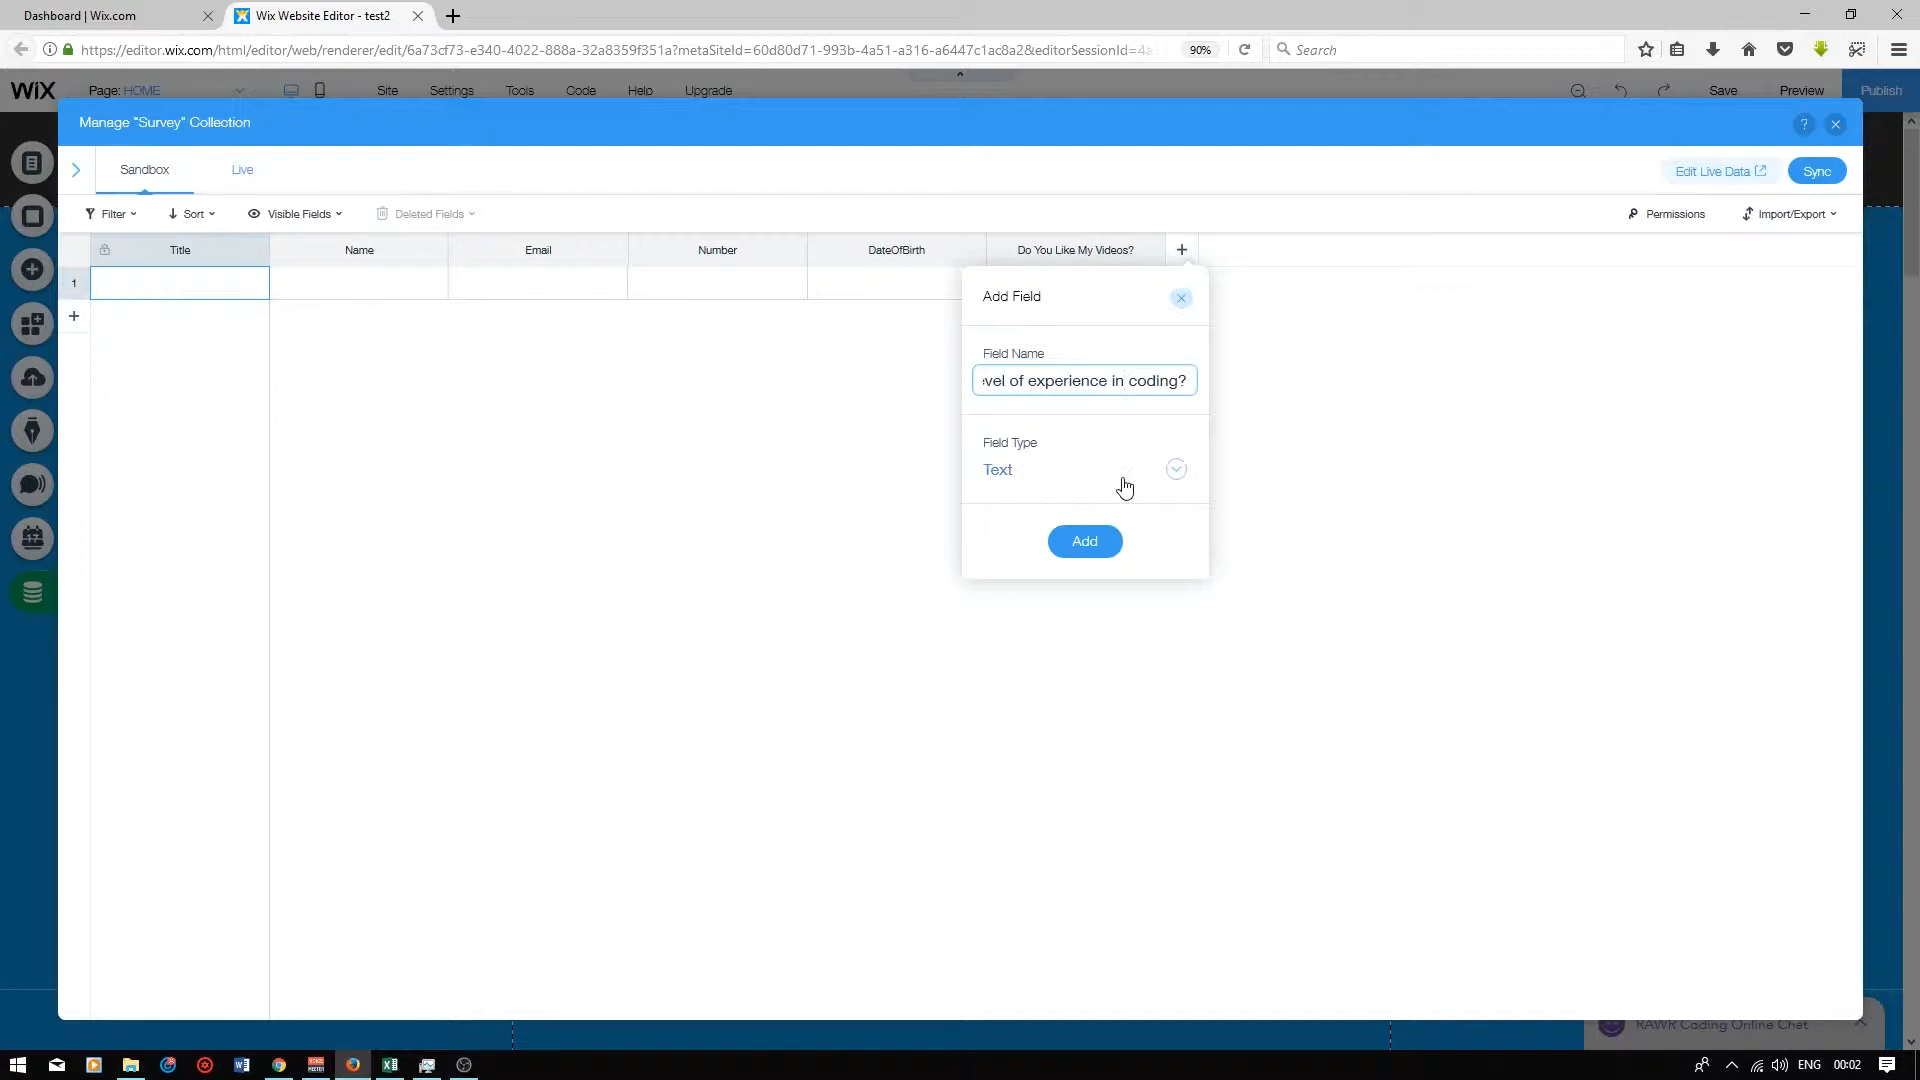 Dashboard | Wix.com
Wix Website Editor - test2
https://editor.wix.com/html/editor/web/renderer/edit/6a73cf73-e340-4022-888a-32a8359f351a?metaSiteId=60d80d71-993b-4a51-a316-a6447c1ac8a2&editorSessionId=4a
90%
Search
WiX
Page: HOME
Site
Settings
Tools
Code
Help
Upgrade
Save
Preview
Publish
Manage "Survey" Collection
?
Sandbox
Live
Edit Live Data
Sync
Filter
Sort
Visible Fields
Deleted Fields
Permissions
Import/Export
Title
Name
Email
Number
DateOfBirth
Do You Like My Videos?
1
Add Field
Field Name
evel of experience in coding?
Field Type
Text
Add
17
RAWR Coding Online Chat
ENG
00:02